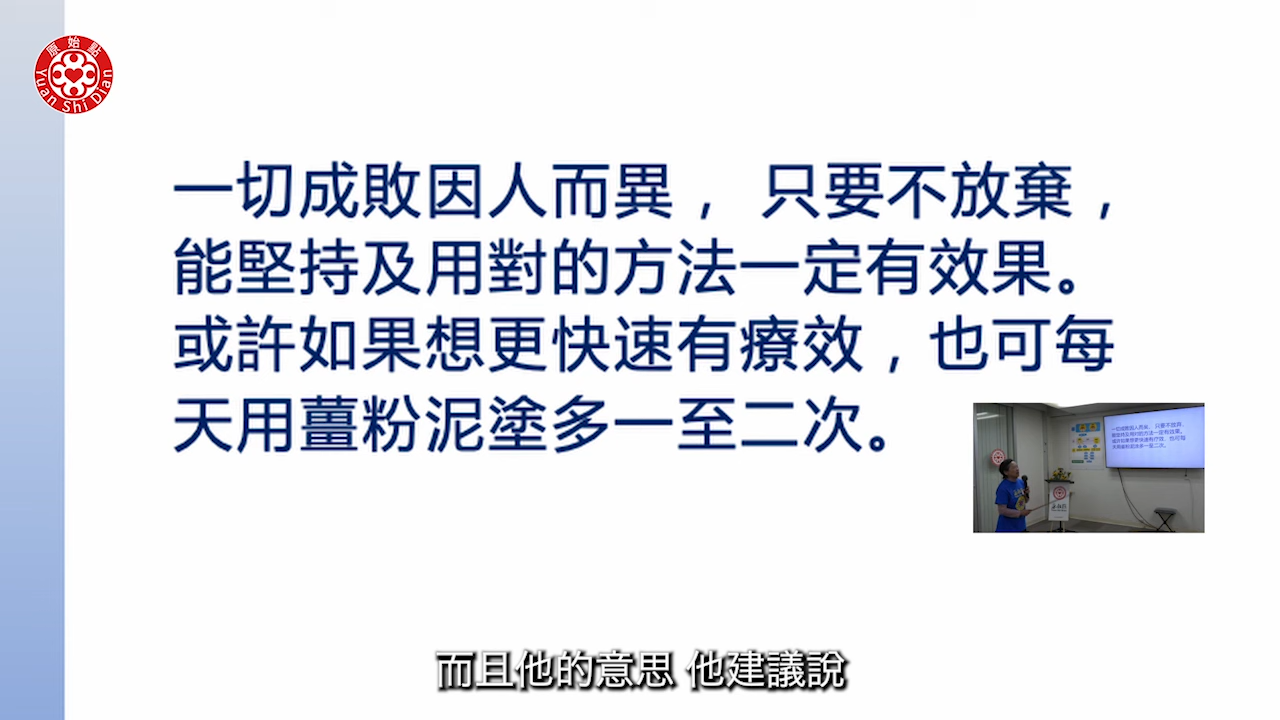 原始點
Yuan Shi Dian
一切成敗因人而異， 只要不放棄，
能堅持及用對的方法一定有效果。
或許如果想更快速有療效，也可每
天用薑粉泥塗多一至二次。
而且他的意思 他建議說